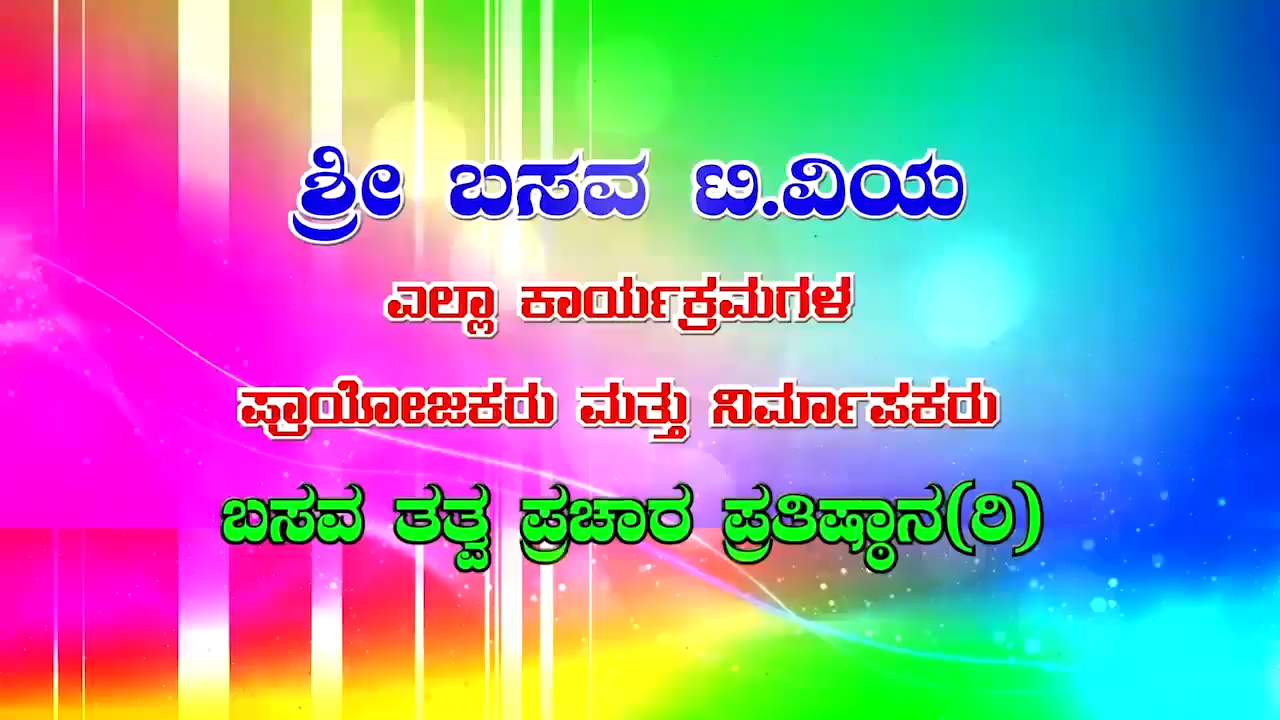 ಶ್ರೀ ಬಸವ ಟಿ.ವಿಯ
ಎಲ್ಲಾ ಕಾರ್ಯಕ್ರಮಗಳ
ಪ್ರಾಯೋಜಕರು ಮತ್ತು ನಿರ್ಮಾಪಕರು
ಬಸವ ತತ್ವ ಪ್ರಚಾರ ಪ್ರತಿಷ್ಠಾನ(ರಿ)